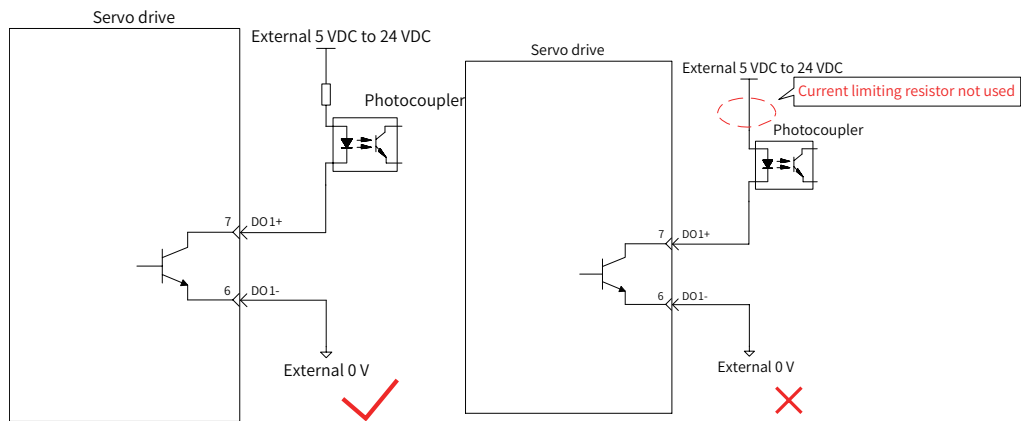 Servo drive
External 5 VDC to 24 VDC
Photocoupler
7 DO1+
6 DO1-
External 0 V
Servo drive
External 5 VDC to 24 VDC
Current limiting resistor not used
Photocoupler
7 DO1+
6 DO1-
External 0 V